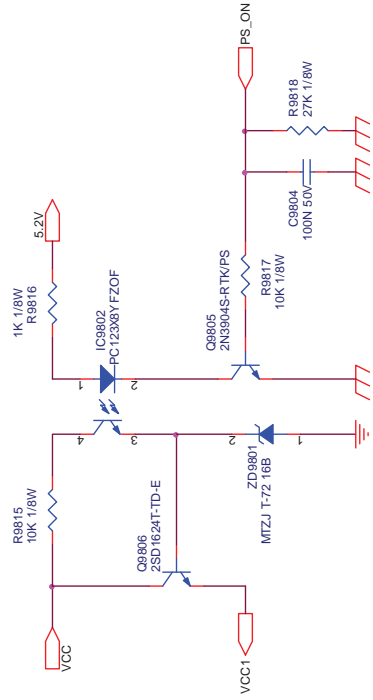 1K 1/8W
R9816
5.2V
PS_ON
R9815
10K 1/8W
IC9802
PC123X8YFZOF
1
2
4
3
Q9805
2N3904S-RTK/PS
R9818
27K 1/8W
C9804
100N 50V
R9817
10K 1/8W
Q9806
2SD1624T-TD-E
2
1
ZD9801
MTZJ T-72 16B
VCC
VCC1